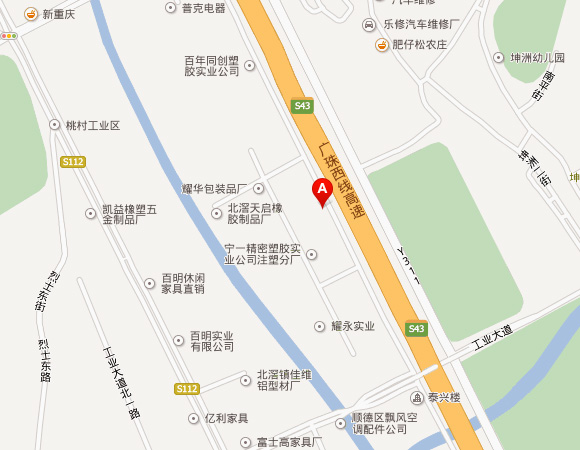 汽车维修
新重庆
普克电器
乐修汽车维修厂
肥仔松农庄
坤洲幼儿园
百年同创塑
胶实业公司
南平街
S43
桃村工业区
广珠西线高速
S112
坤洲二街
坤
耀华包装品厂
A
凯益橡塑五
金制品厂
北滘天启橡
胶制品厂
宁一精密塑胶实
业公司注塑分厂
Y311
烈士东街
百明休闲
家具直销
耀永实业
S43
工业大道
百明实业
有限公司
烈士东路
工业大道北一路
北滘镇佳维
铝型材厂
S112
泰兴楼
亿利家具
顺德区飘风空
调配件公司
富士高家具厂